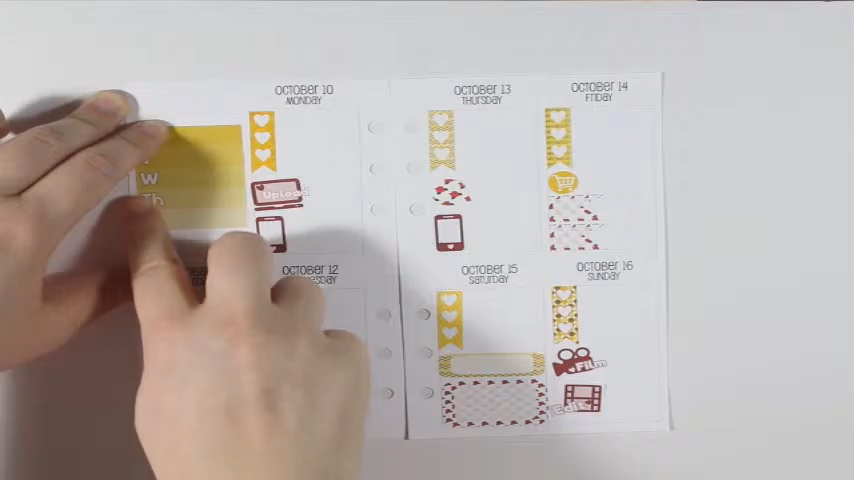 W
Th
OCTOBER 10
MONDAY
Upload
OCTOBER 12
OCTOBER 13
THURSDAY
OCTOBER 14
FRIDAY
OCTOBER 15
SATURDAY
OCTOBER 16
SUNDAY
Film
Edit